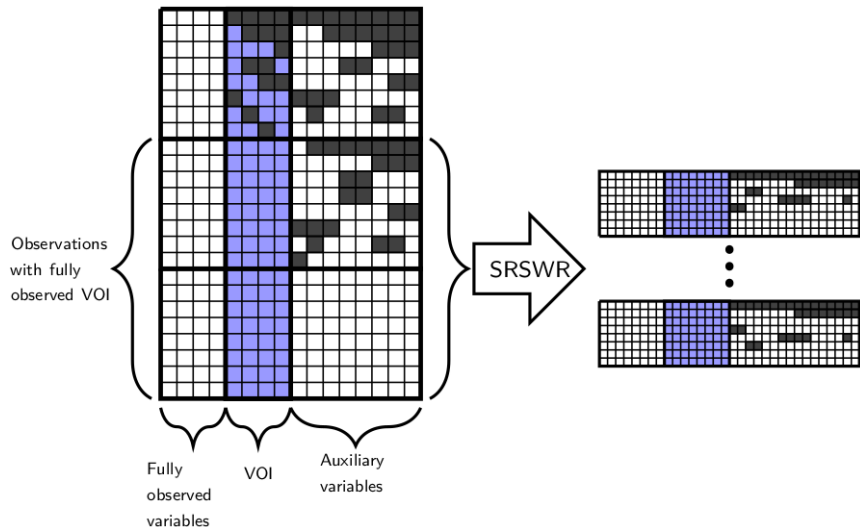 Observations
with fully
observed VOI
SRSWR
Fully
observed
variables
VOI
Auxiliary
variables